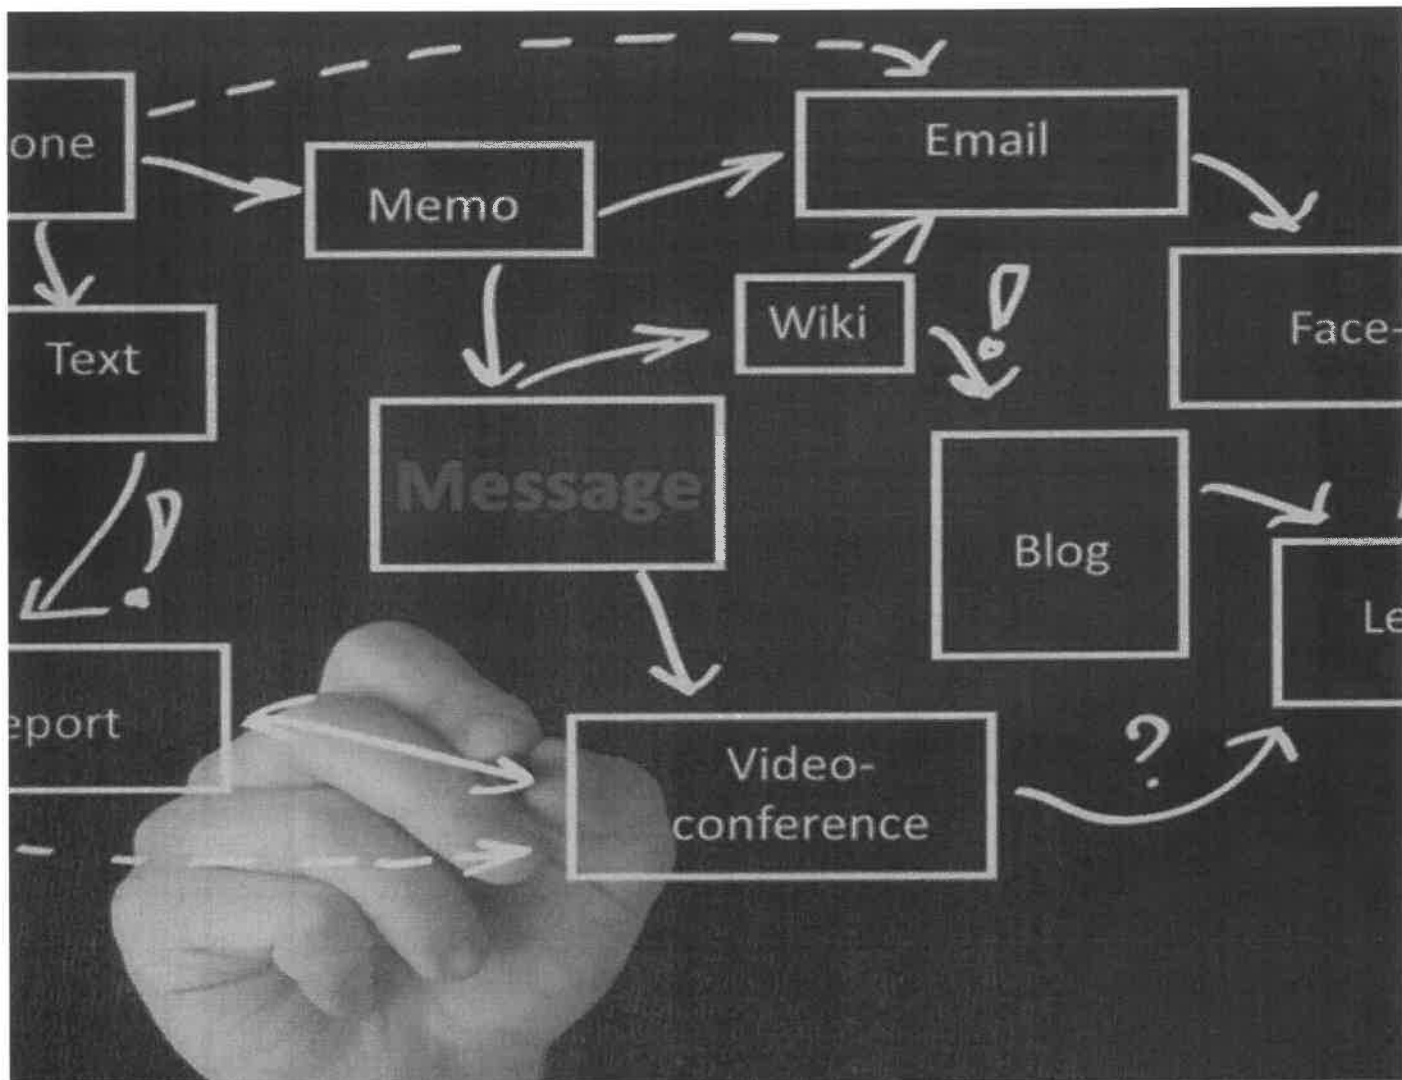 one
Memo
Email
Text
Wiki
!
Face-
Message
!
Blog
Le
eport
Video-
conference
?